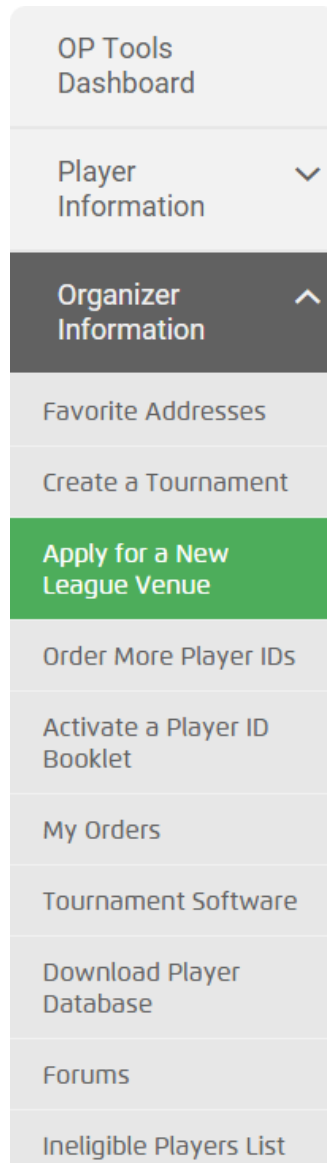 OP Tools
Dashboard
Player
Information
Organizer
Information
Favorite Addresses
Create a Tournament
Apply for a New
League Venue
Order More Player IDs
Activate a Player ID
Booklet
My Orders
Tournament Software
Download Player
Database
Forums
Ineligible Players List